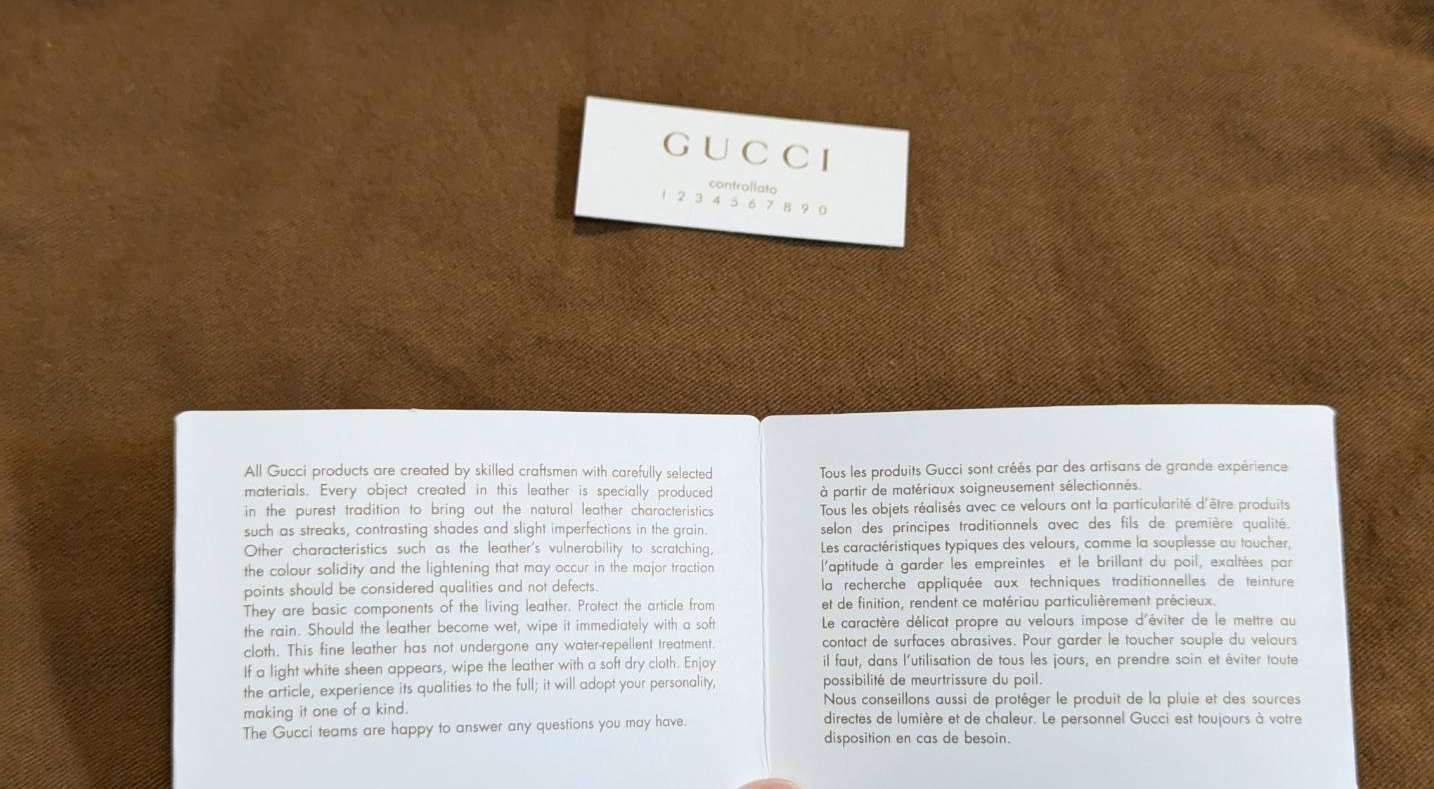 GUCCI
controllato
1 2 3 4 5 6 7 8 9 0
All Gucci products are created by skilled craftsmen with carefully selected
materials. Every object created in this leather is specially produced
in the purest tradition to bring out the natural leather characteristics
such as streaks, contrasting shades and slight imperfections in the grain.
Other characteristics such as the leather's vulnerability to scratching,
the colour solidity and the lightening that may occur in the major traction
points should be considered qualities and not defects.
They are basic components of the living leather. Protect the article from
the rain. Should the leather become wet, wipe it immediately with a soft
cloth. This fine leather has not undergone any water-repellent treatment.
If a light white sheen appears, wipe the leather with a soft dry cloth. Enjoy
the article, experience its qualities to the full; it will adopt your personality,
making it one of a kind.
The Gucci teams are happy to answer any questions you may have.
Tous les produits Gucci sont créés par des artisans de grande expérience
à partir de matériaux soigneusement sélectionnés.
Tous les objets réalisés avec ce velours ont la particularité d'être produits
selon des principes traditionnels avec des fils de première qualité.
Les caractéristiques typiques des velours, comme la souplesse au toucher,
l'aptitude à garder les empreintes et le brillant du poil, exaltées par
la recherche appliquée aux techniques traditionnelles de teinture
et de finition, rendent ce matériau particulièrement précieux.
Le caractère délicat propre au velours impose d'éviter de le mettre au
contact de surfaces abrasives. Pour garder le toucher souple du velours
il faut, dans l'utilisation de tous les jours, en prendre soin et éviter toute
possibilité de meurtrissure du poil.
Nous conseillons aussi de protéger le produit de la pluie et des sources
directes de lumière et de chaleur. Le personnel Gucci est toujours à votre
disposition en cas de besoin.